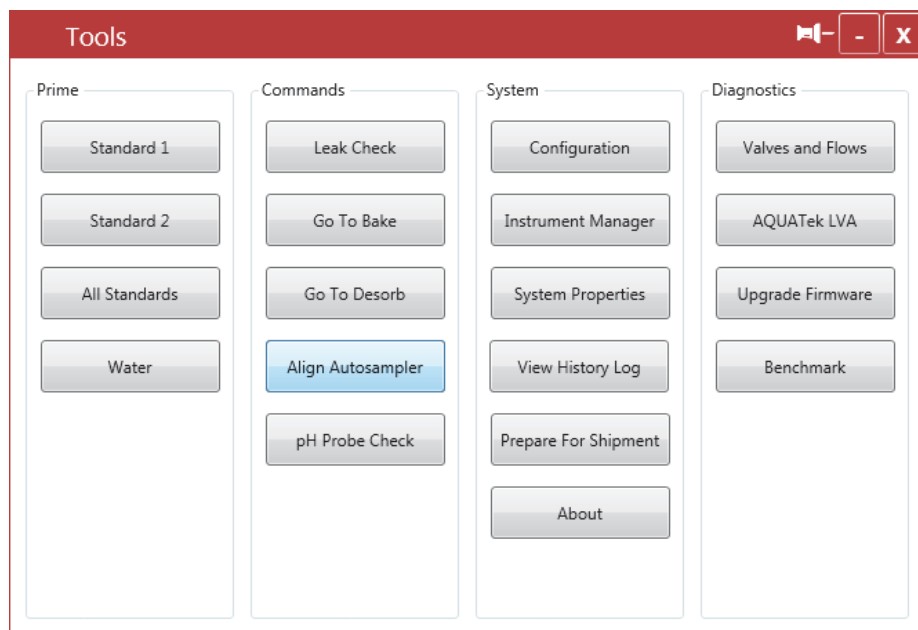 Tools
- X
Prime
Standard 1
Standard 2
All Standards
Water
Commands
Leak Check
Go To Bake
Go To Desorb
Align Autosampler
pH Probe Check
System
Configuration
Instrument Manager
System Properties
View History Log
Prepare For Shipment
About
Diagnostics
Valves and Flows
AQUATek LVA
Upgrade Firmware
Benchmark